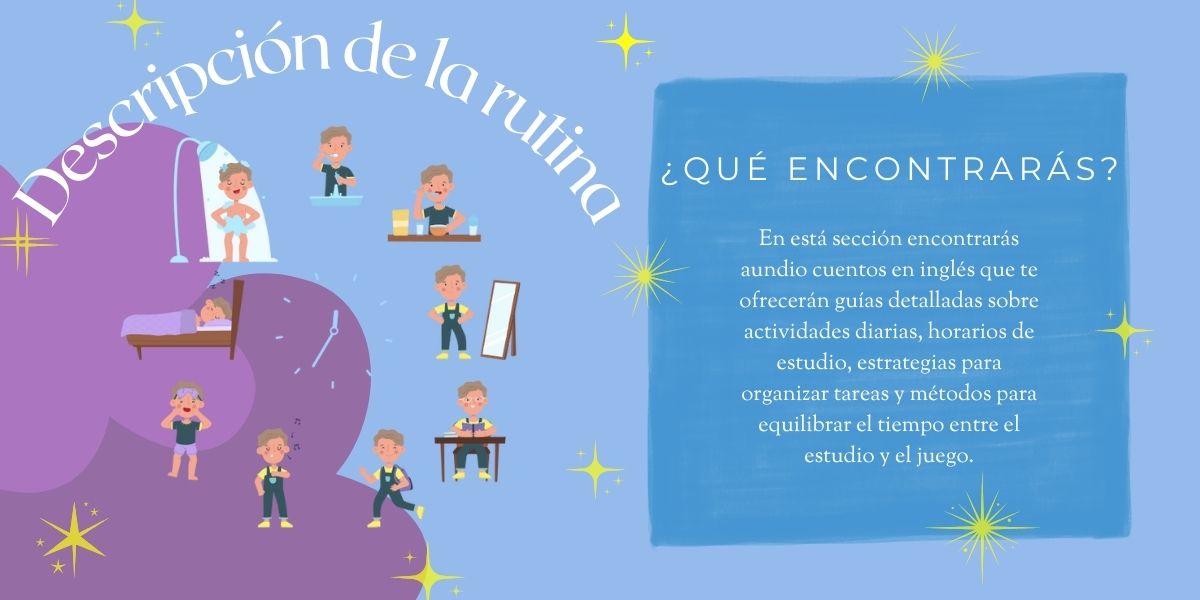 Descripción de la rutina
¿QUÉ ENCONTRARÁS?
En está sección encontrarás
aundio cuentos en inglés que te
ofrecerán guías detalladas sobre
actividades diarias, horarios de
estudio, estrategias para
organizar tareas y métodos para
equilibrar el tiempo entre el
estudio y el juego.